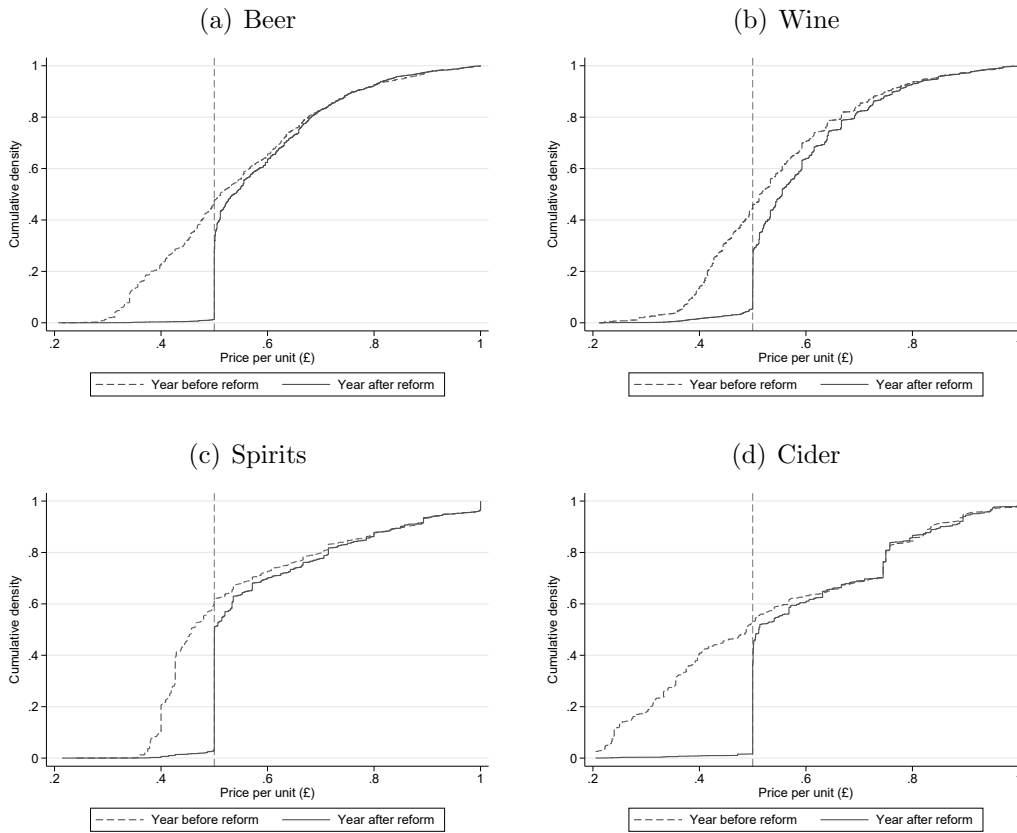 (a) Beer
Cumulative density
1
.8
.6
.4
.2
0
.2 .4 .6 .8 1
Price per unit (£)
Year before reform Year after reform
(b) Wine
Cumulative density
1
.8
.6
.4
.2
0
.2 .4 .6 .8 1
Price per unit (£)
Year before reform Year after reform
(c) Spirits
Cumulative density
1
.8
.6
.4
.2
0
.2 .4 .6 .8 1
Price per unit (£)
Year before reform Year after reform
(d) Cider
Cumulative density
1
.8
.6
.4
.2
0
.2 .4 .6 .8 1
Price per unit (£)
Year before reform Year after reform